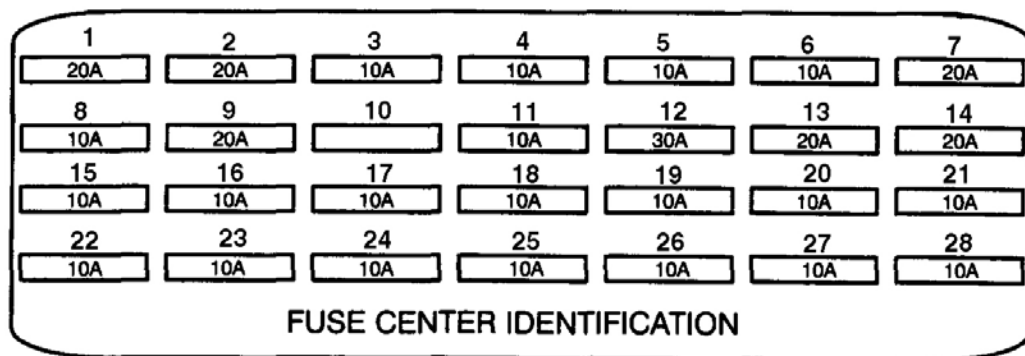 1 2 3 4 5 6 7
20A 20A 10A 10A 10A 10A 20A
8 9 10 11 12 13 14
10A 20A 10A 30A 20A 20A
15 16 17 18 19 20 21
10A 10A 10A 10A 10A 10A 10A
22 23 24 25 26 27 28
10A 10A 10A 10A 10A 10A 10A
FUSE CENTER IDENTIFICATION